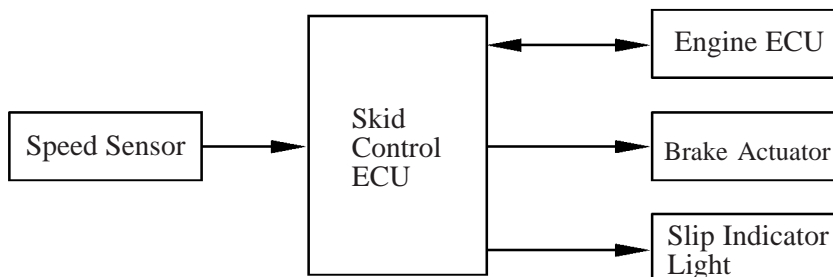 Speed Sensor
Skid
Control
ECU
Engine ECU
Brake Actuator
Slip Indicator
Light